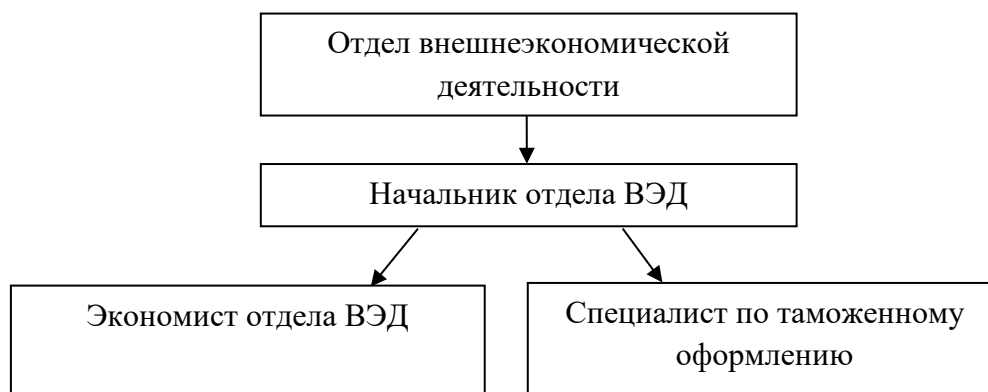 Отдел внешнеэкономической
деятельности
Начальник отдела ВЭД
Экономист отдела ВЭД
Специалист по таможенному
оформлению